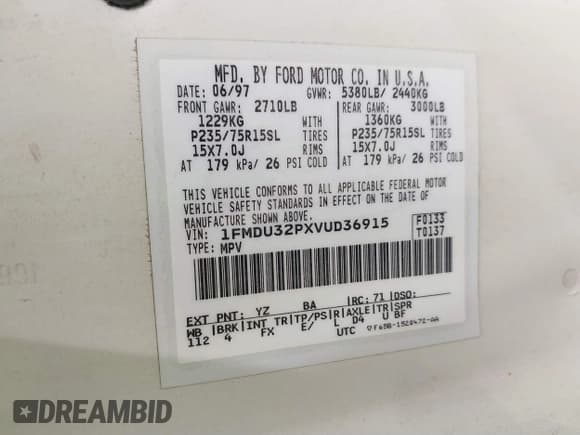 MFD. BY FORD MOTOR CO. IN U.S.A.
DATE: 06/97 GVWR: 5380LB/ 2440KG
FRONT GAWR: 2710LB REAR GAWR: 3000LB
1229KG WITH 1360KG WITH
P235/75R15SL TIRES P235/75R15SL TIRES
15X7.0J RIMS 15X7.0J RIMS
AT 179 kPa/ 26 PSI COLD AT 179 kPa/ 26 PSI COLD
THIS VEHICLE CONFORMS TO ALL APPLICABLE FEDERAL MOTOR
VEHICLE SAFETY STANDARDS IN EFFECT ON THE DATE OF
MANUFACTURE SHOWN ABOVE.
VIN: 1FMDU32PXVUD36915 F0133
TYPE: MPV T0137
EXT PNT: YZ BA RC: 71 DSO:
WB BRK INT TR TP/PS R AXLE TR SPR
112 4 FX E/ L D4 U BF
UTC F65B-1520472-AA
DREAMBID